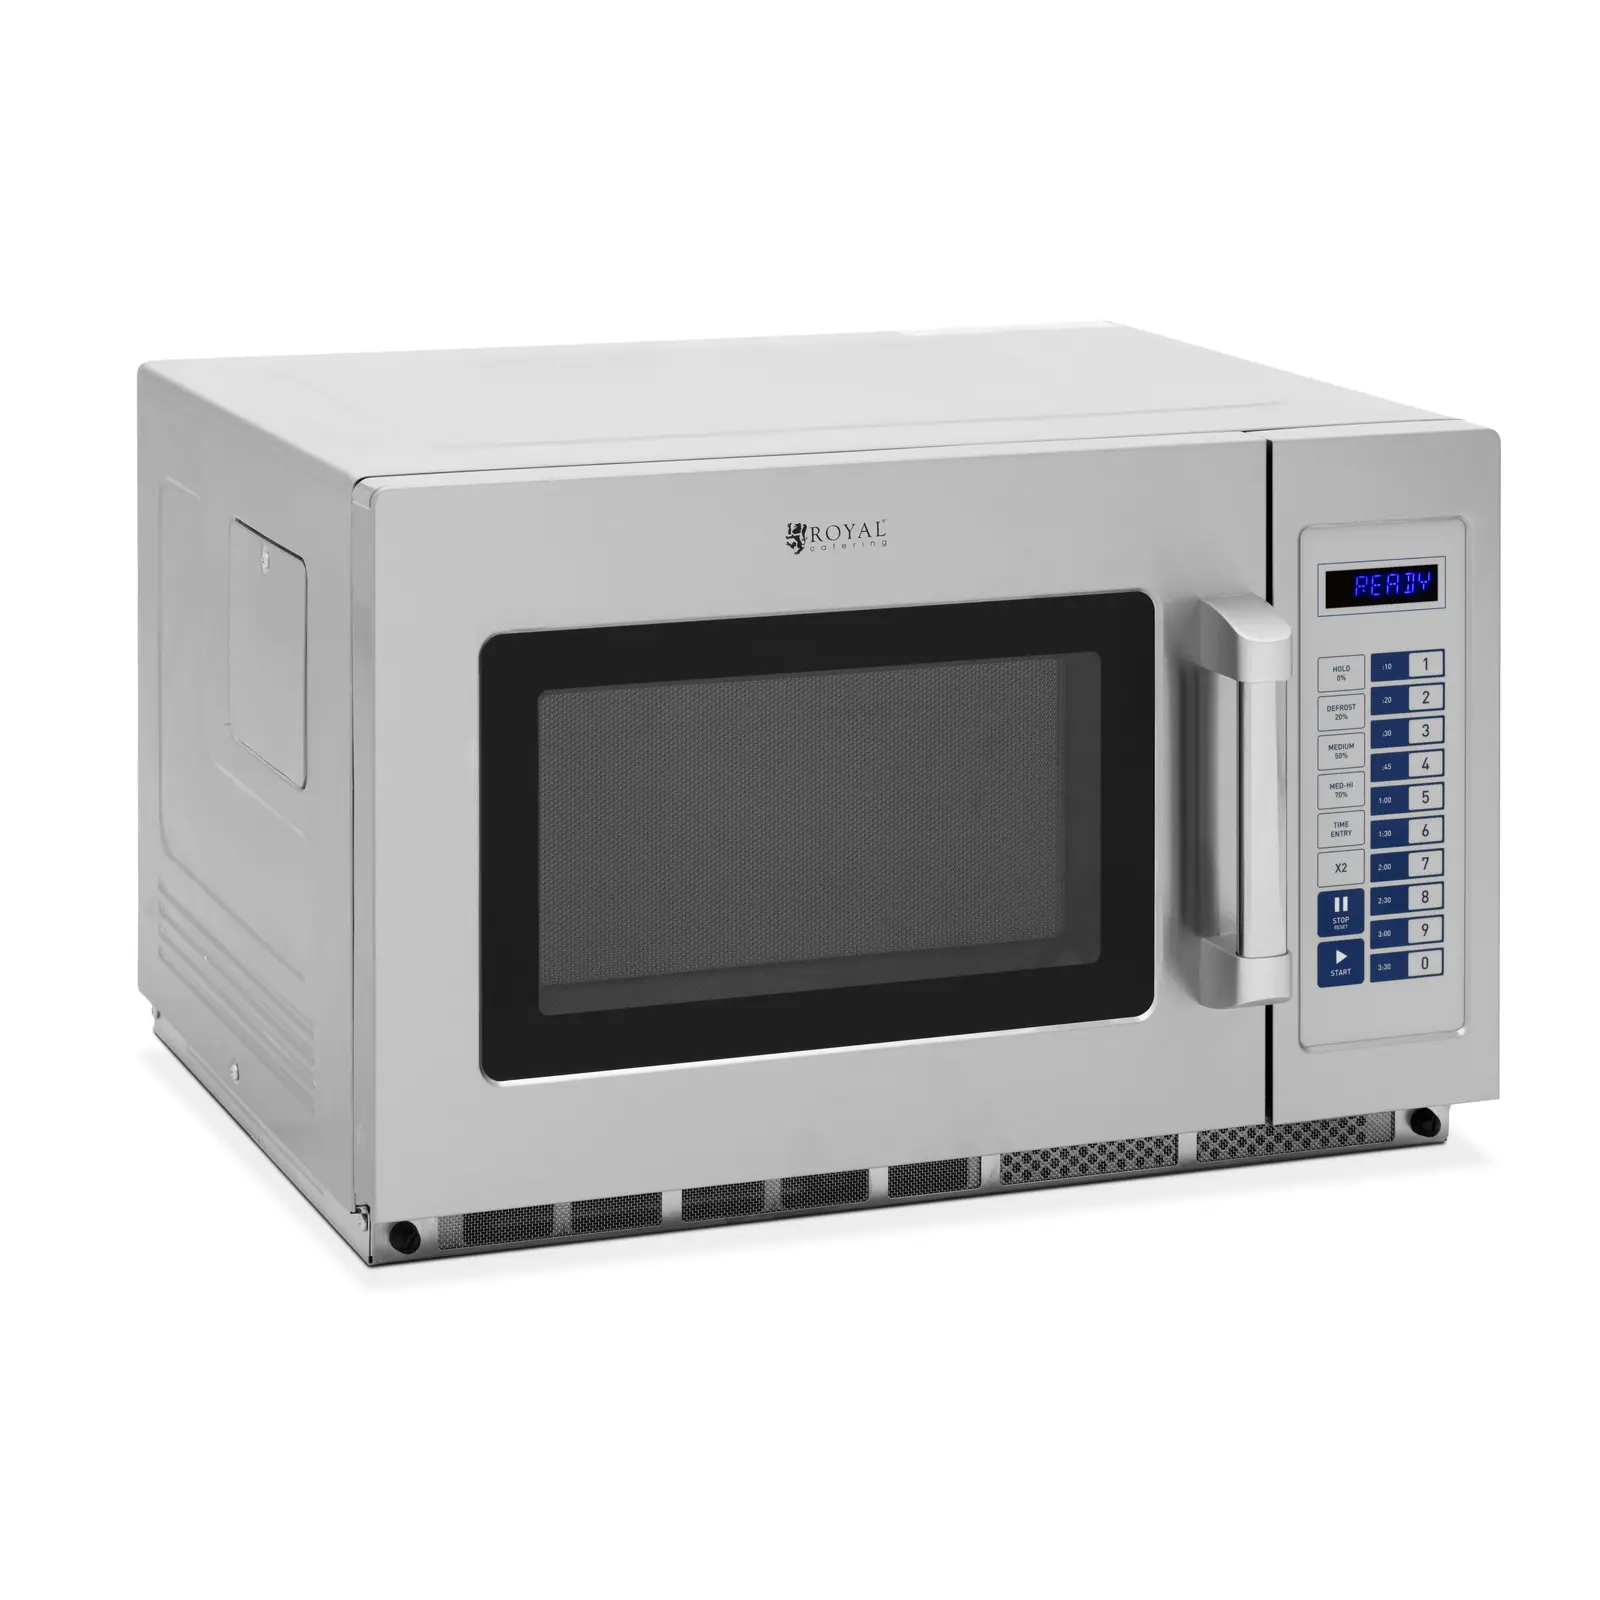 ROYAL®
catering
READY
HOLD
0%
:10 1
DEFROST
20%
:20 2
MEDIUM
50%
:30 3
MED-HI
70%
:45 4
TIME
ENTRY
1:00 5
1:30 6
X2
2:00 7
STOP
RESET
2:30 8
START
3:00 9
3:30 0